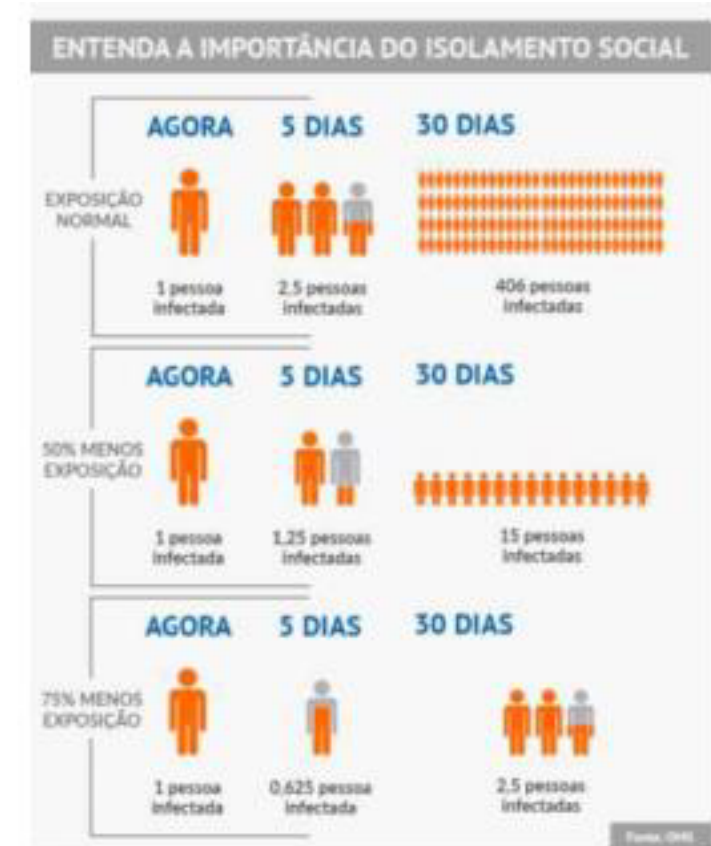 ENTENDA A IMPORTÂNCIA DO ISOLAMENTO SOCIAL
EXPOSIÇÃO
NORMAL
AGORA
1 pessoa
infectada
5 DIAS
2,5 pessoas
infectadas
30 DIAS
406 pessoas
infectadas
50% MENOS
EXPOSIÇÃO
AGORA
1 pessoa
infectada
5 DIAS
1,25 pessoas
infectadas
30 DIAS
15 pessoas
infectadas
75% MENOS
EXPOSIÇÃO
AGORA
1 pessoa
infectada
5 DIAS
0,625 pessoa
infectada
30 DIAS
2,5 pessoas
infectadas
Fonte: OMS